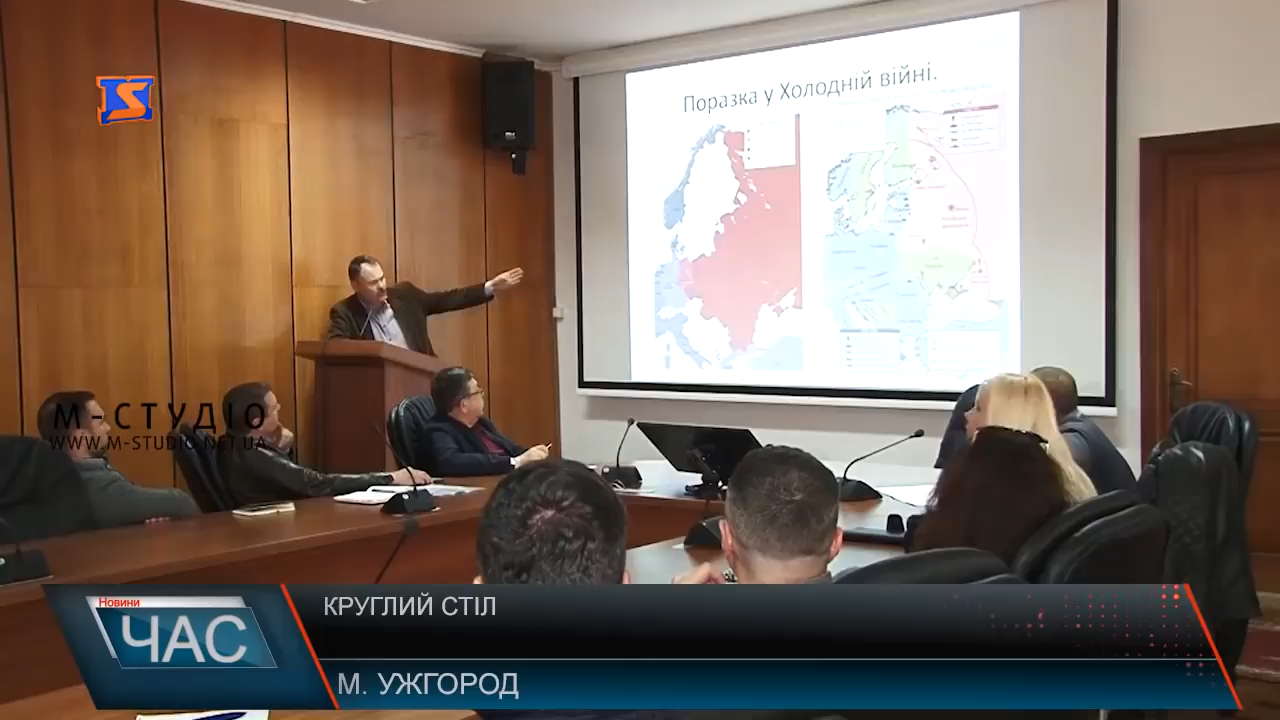 Поразка у Холодній війні.
М-СТУДІО
WWW.M-STUDIO.NET.UA
Новини
ЧАС
КРУГЛИЙ СТІЛ
М. УЖГОРОД